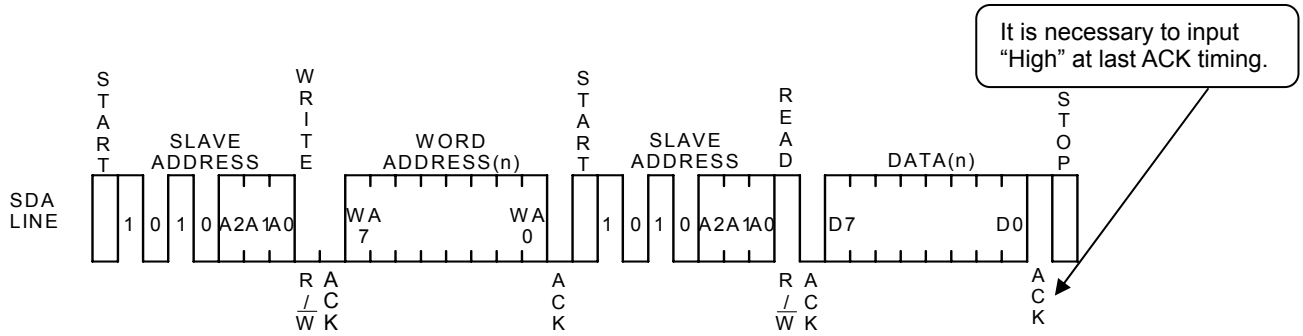 It is necessary to input
“High” at last ACK timing.
START
WRITE
START
READ
STOP
SLAVE
ADDRESS
WORD
ADDRESS(n)
SLAVE
ADDRESS
DATA(n)
SDA
LINE
1 0 1 0 A2 A1 A0
WA
7
WA
0
1 0 1 0 A2 A1 A0
D7 D0
R/W
ACK
ACK
R/W
ACK
ACK